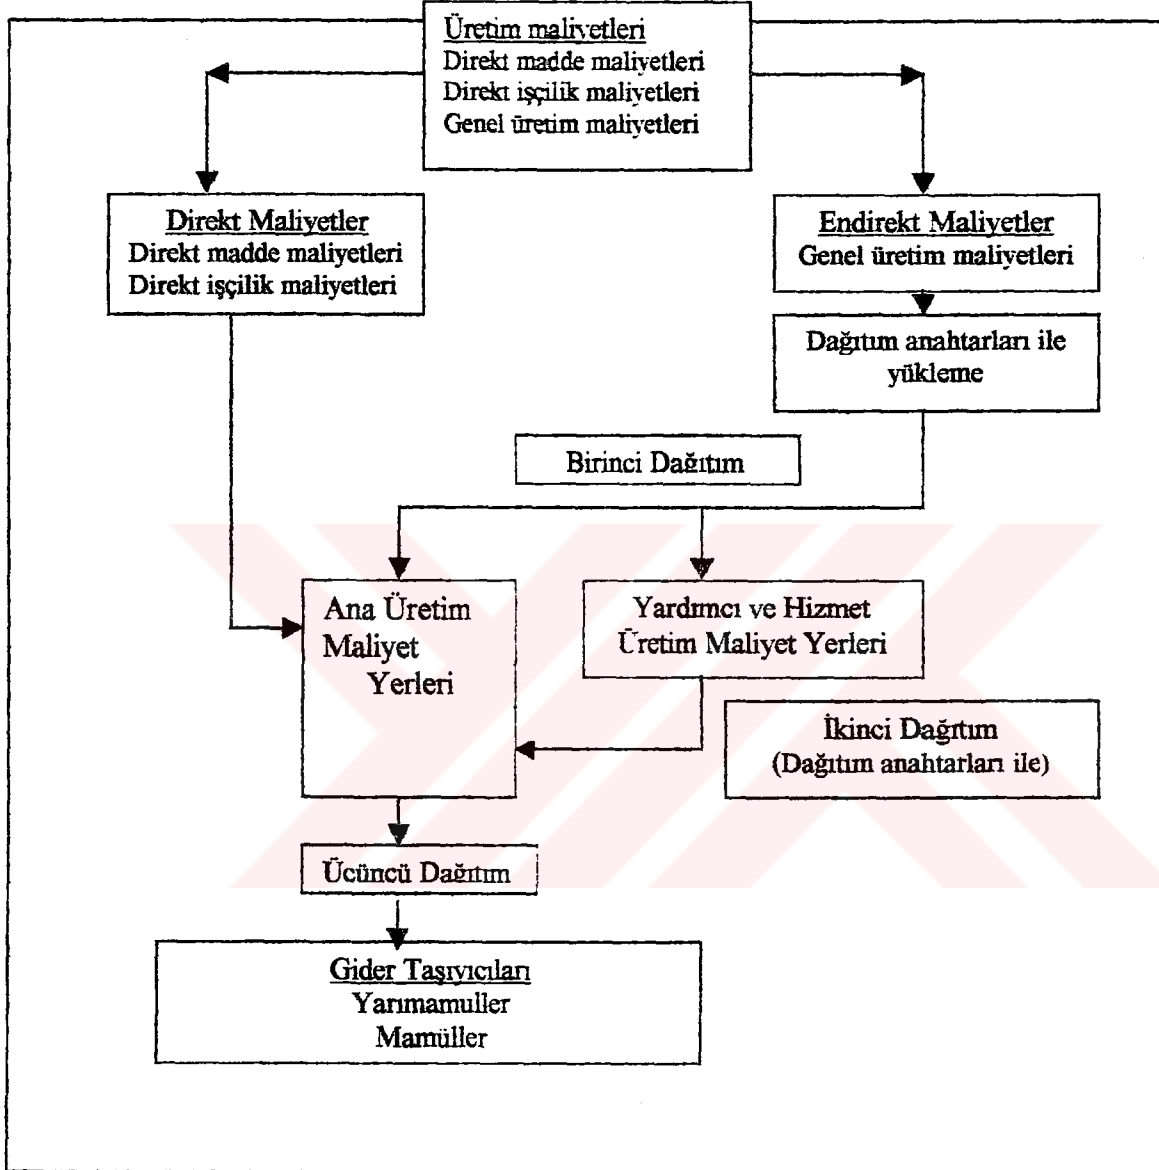 Üretim maliyetleri
Direkt madde maliyetleri
Direkt işçilik maliyetleri
Genel üretim maliyetleri
Direkt Maliyetler
Direkt madde maliyetleri
Direkt işçilik maliyetleri
Endirekt Maliyetler
Genel üretim maliyetleri
Dağıtım anahtarları ile
yükleme
Birinci Dağıtım
Ana Üretim
Maliyet
Yerleri
Yardımcı ve Hizmet
Üretim Maliyet Yerleri
İkinci Dağıtım
(Dağıtım anahtarları ile)
Ücüncü Dağıtım
Gider Taşıyıcıları
Yarımamuller
Mamüller